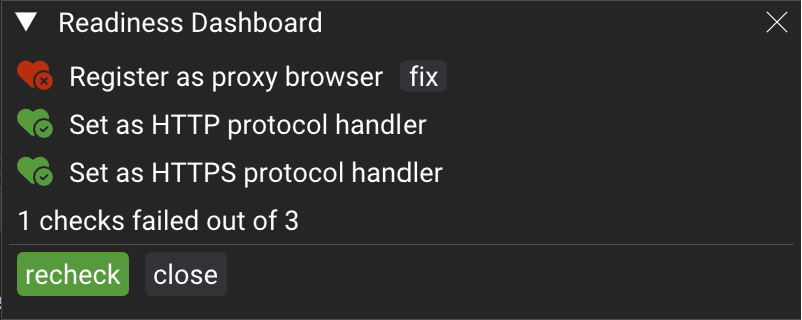 Readiness Dashboard
Register as proxy browser fix
Set as HTTP protocol handler
Set as HTTPS protocol handler
1 checks failed out of 3
recheck close